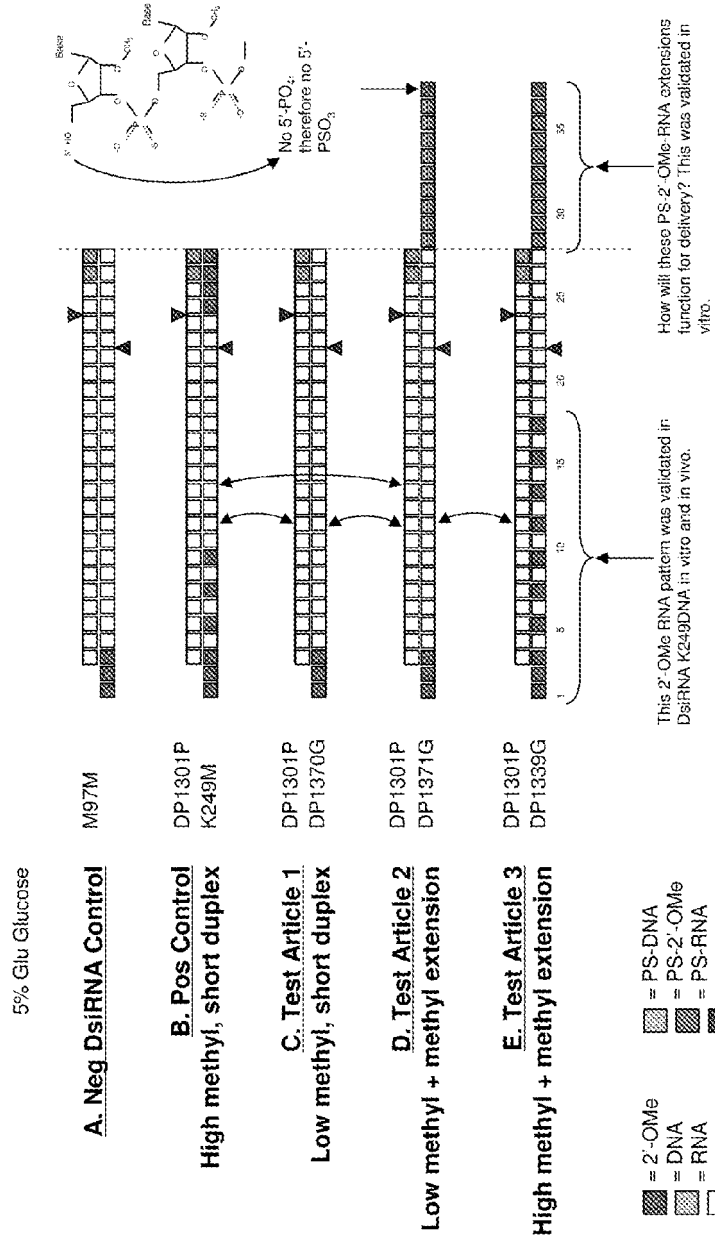 5% Glu Glucose
A. Neg DsiRNA Control
M97M
B. Pos Control
High methyl, short duplex
DP1301P
K249M
C. Test Article 1
Low methyl, short duplex
DP1301P
DP1370G
D. Test Article 2
Low methyl + methyl extension
DP1301P
DP1371G
E. Test Article 3
High methyl + methyl extension
DP1301P
DP1339G
1 5 10 15 20 25 30 35
Base
Base
No 5'-PO4,
therefore no 5'-
PSO3
This 2'-OMe RNA pattern was validated in
DsiRNA K249DNA in vitro and in vivo.
How will these PS-2'-OMe-RNA extensions
function for delivery? This was validated in
vitro.
= 2'-OMe
= DNA
= RNA
= PS-DNA
= PS-2'-OMe
= PS-RNA